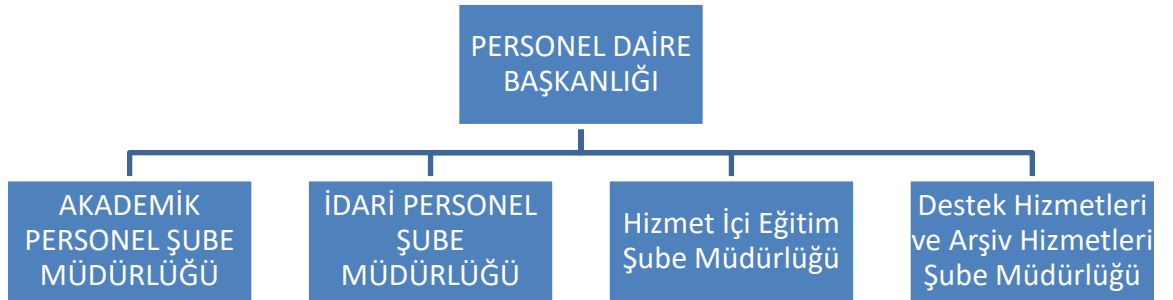 PERSONEL DAİRE
BAŞKANLIĞI
AKADEMİK
PERSONEL ŞUBE
MÜDÜRLÜĞÜ
İDARİ PERSONEL
ŞUBE
MÜDÜRLÜĞÜ
Hizmet İçi Eğitim
Şube Müdürlüğü
Destek Hizmetleri
ve Arşiv Hizmetleri
Şube Müdürlüğü